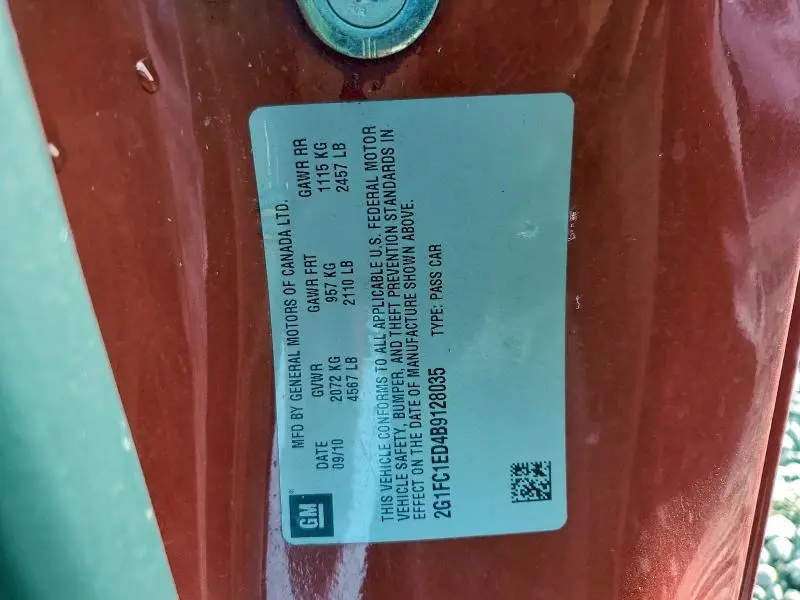 MFD BY GENERAL MOTORS OF CANADA LTD.
DATE GVWR GAWR FRT GAWR RR
09/10 2072 KG 957 KG 1115 KG
4567 LB 2110 LB 2457 LB
THIS VEHICLE CONFORMS TO ALL APPLICABLE U.S. FEDERAL MOTOR
VEHICLE SAFETY, BUMPER, AND THEFT PREVENTION STANDARDS IN
EFFECT ON THE DATE OF MANUFACTURE SHOWN ABOVE.
2G1FC1ED4B9128035 TYPE: PASS CAR
GM